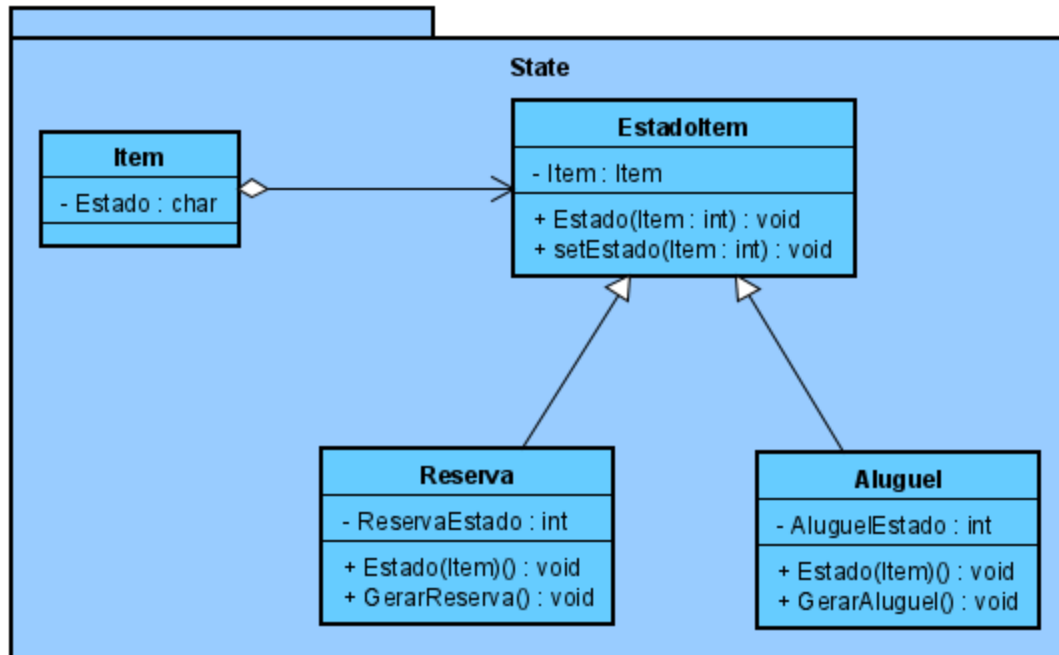 State
Item
- Estado : char
EstadoItem
- Item : Item
+ Estado(Item : int) : void
+ setEstado(Item : int) : void
Reserva
- ReservaEstado : int
+ Estado(Item)() : void
+ GerarReserva() : void
Aluguel
- AluguelEstado : int
+ Estado(Item)() : void
+ GerarAluguel() : void